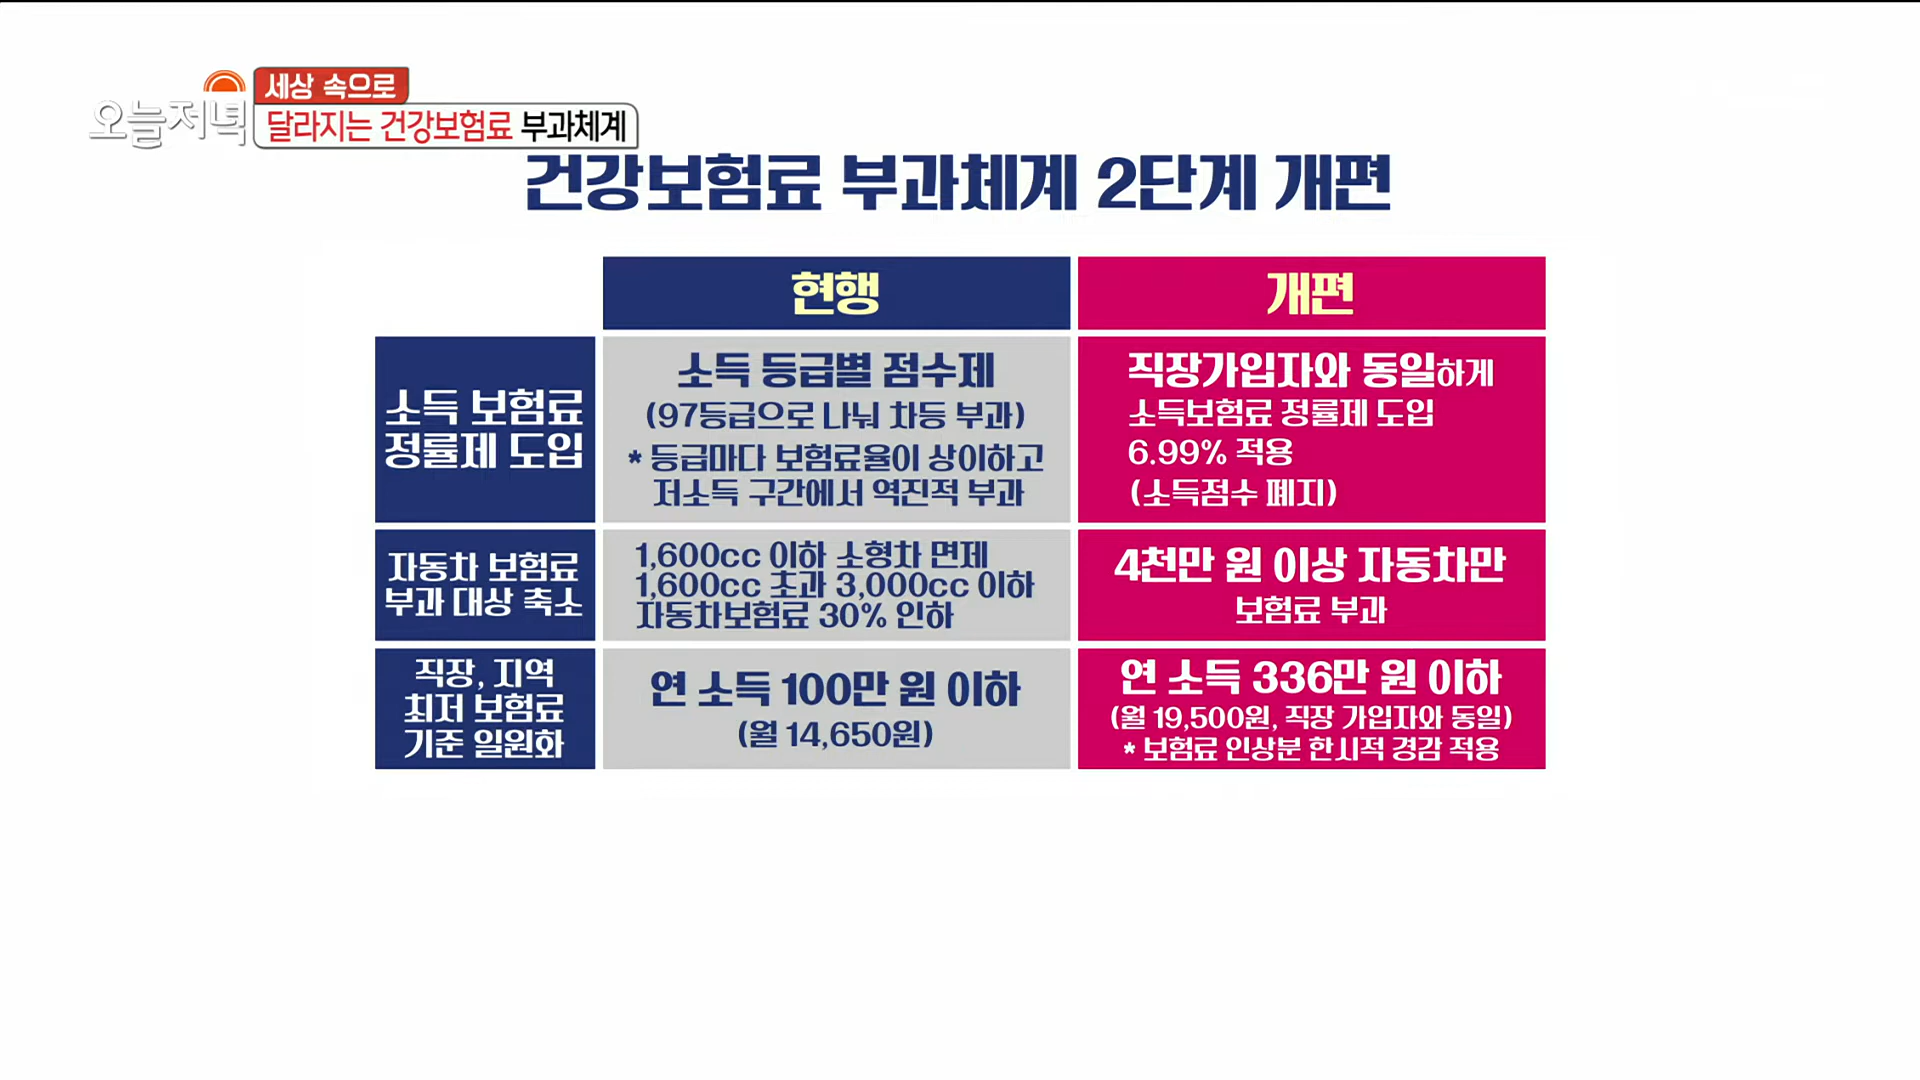 오늘저녁
세상 속으로
달라지는 건강보험료 부과체계
건강보험료 부과체계 2단계 개편
현행
개편
소득 보험료
정률제 도입
소득 등급별 점수제
(97등급으로 나눠 차등 부과)
* 등급마다 보험료율이 상이하고
저소득 구간에서 역진적 부과
직장가입자와 동일하게
소득보험료 정률제 도입
6.99% 적용
(소득점수 폐지)
자동차 보험료
부과 대상 축소
1,600cc 이하 소형차 면제
1,600cc 초과 3,000cc 이하
자동차보험료 30% 인하
4천만 원 이상 자동차만
보험료 부과
직장, 지역
최저 보험료
기준 일원화
연 소득 100만 원 이하
(월 14,650원)
연 소득 336만 원 이하
(월 19,500원, 직장 가입자와 동일)
* 보험료 인상분 한시적 경감 적용